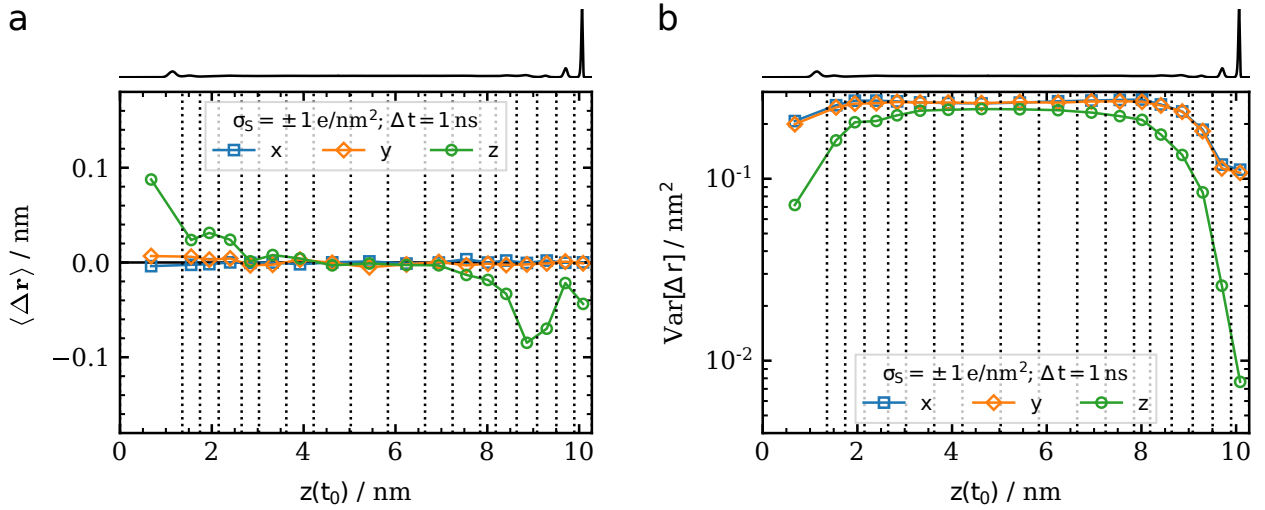 a
σS = ±1 e/nm²; Δt = 1 ns
x y z
0.1
0.0
−0.1
⟨Δr⟩ / nm
0 2 4 6 8 10
z(t₀) / nm
b
10⁻¹
10⁻²
Var[Δr] / nm²
σS = ±1 e/nm²; Δt = 1 ns
x y z
0 2 4 6 8 10
z(t₀) / nm